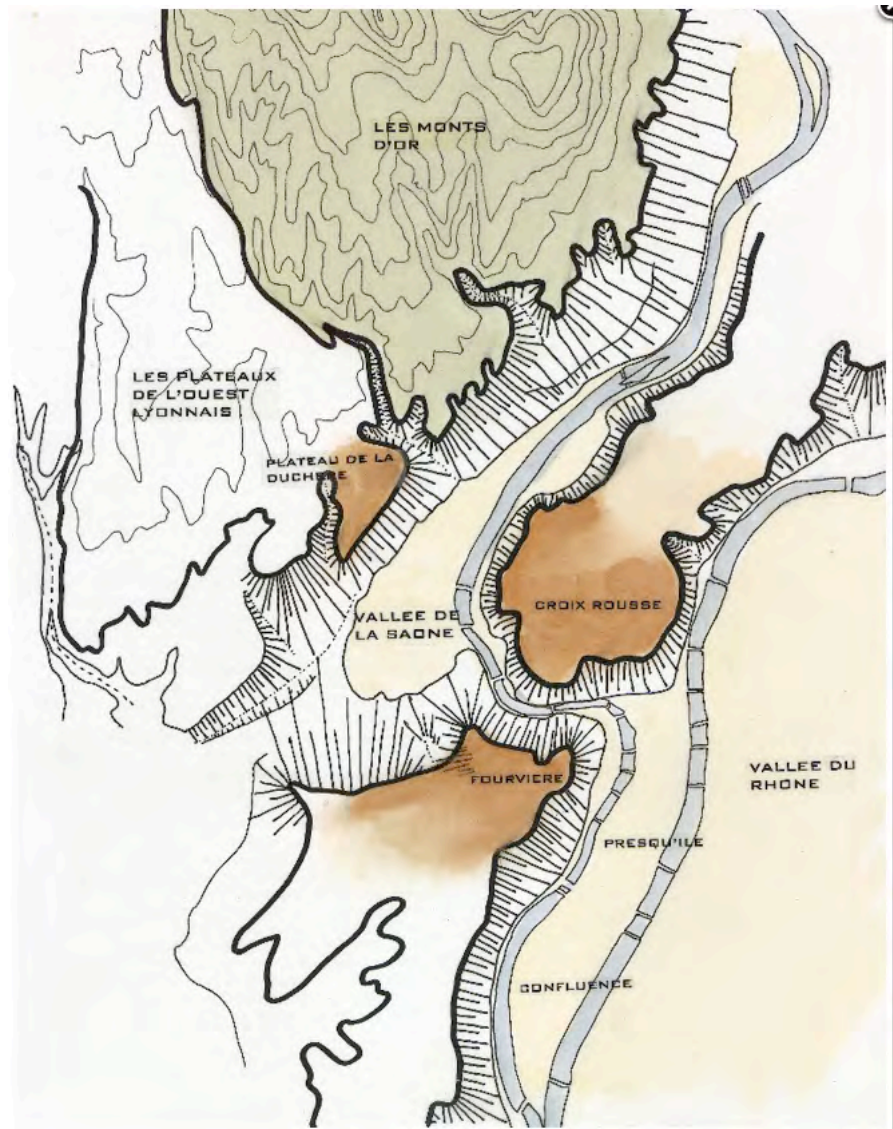 LES MONTS
D'OR
LES PLATEAUX
DE L'OUEST
LYONNAIS
PLATEAU DE LA
DUCHERE
CROIX ROUSSE
VALLEE DE
LA SAONE
VALLEE DU
RHONE
FOURVIERE
PRESQU'ILE
CONFLUENCE